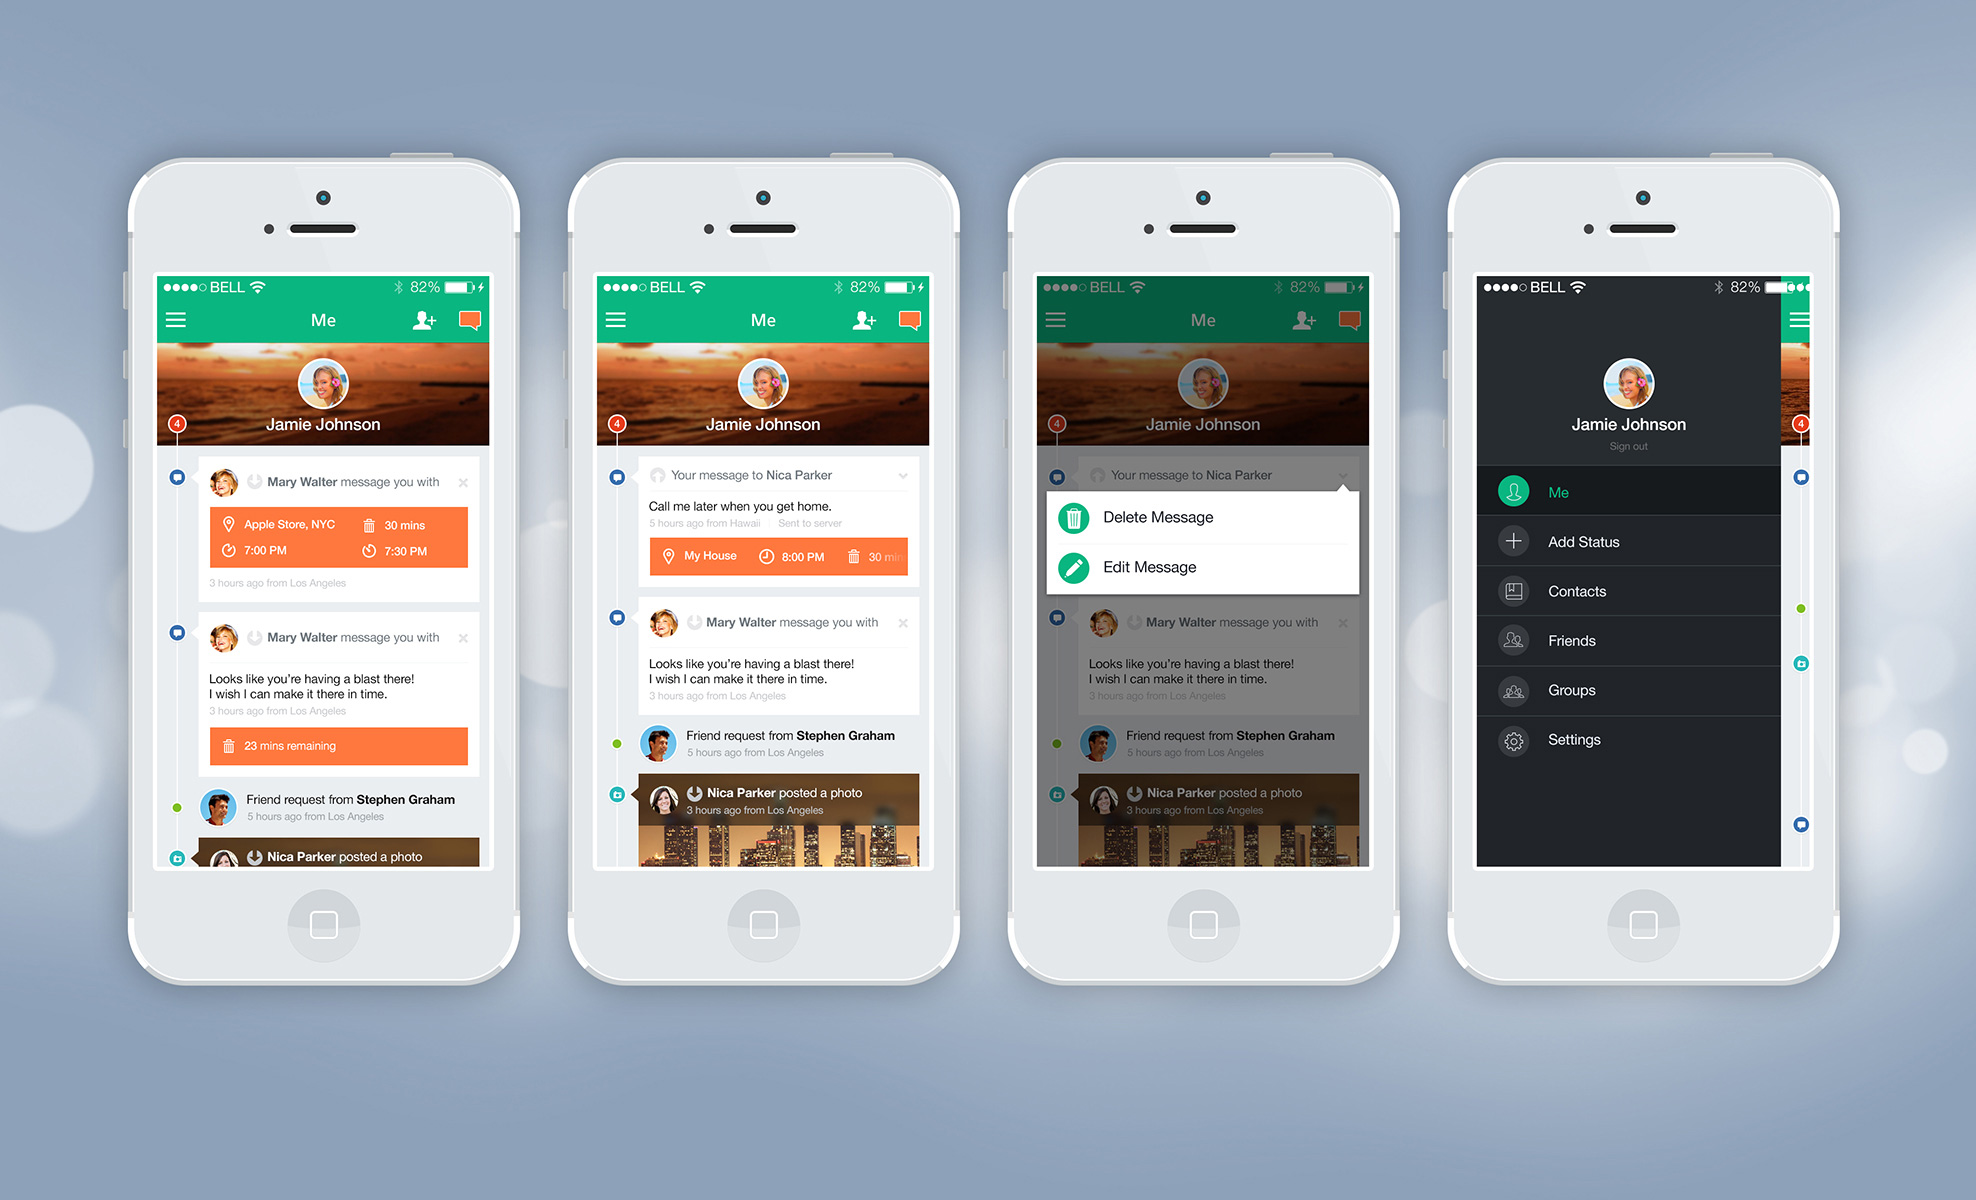 BELL 82%
Me
4
Jamie Johnson
Mary Walter message you with
Apple Store, NYC 30 mins
7:00 PM 7:30 PM
3 hours ago from Los Angeles
Mary Walter message you with
Looks like you're having a blast there!
I wish I can make it there in time.
3 hours ago from Los Angeles
23 mins remaining
Friend request from Stephen Graham
5 hours ago from Los Angeles
Nica Parker posted a photo
BELL 82%
Me
4
Jamie Johnson
Your message to Nica Parker
Call me later when you get home.
5 hours ago from Hawaii Sent to server
My House 8:00 PM 30 min
Mary Walter message you with
Looks like you're having a blast there!
I wish I can make it there in time.
3 hours ago from Los Angeles
Friend request from Stephen Graham
5 hours ago from Los Angeles
Nica Parker posted a photo
3 hours ago from Los Angeles
BELL 82%
Me
4
Jamie Johnson
Your message to Nica Parker
Delete Message
Edit Message
Mary Walter message you with
Looks like you're having a blast there!
I wish I can make it there in time.
3 hours ago from Los Angeles
Friend request from Stephen Graham
5 hours ago from Los Angeles
Nica Parker posted a photo
3 hours ago from Los Angeles
BELL 82%
4
Jamie Johnson
Sign out
Me
Add Status
Contacts
Friends
Groups
Settings